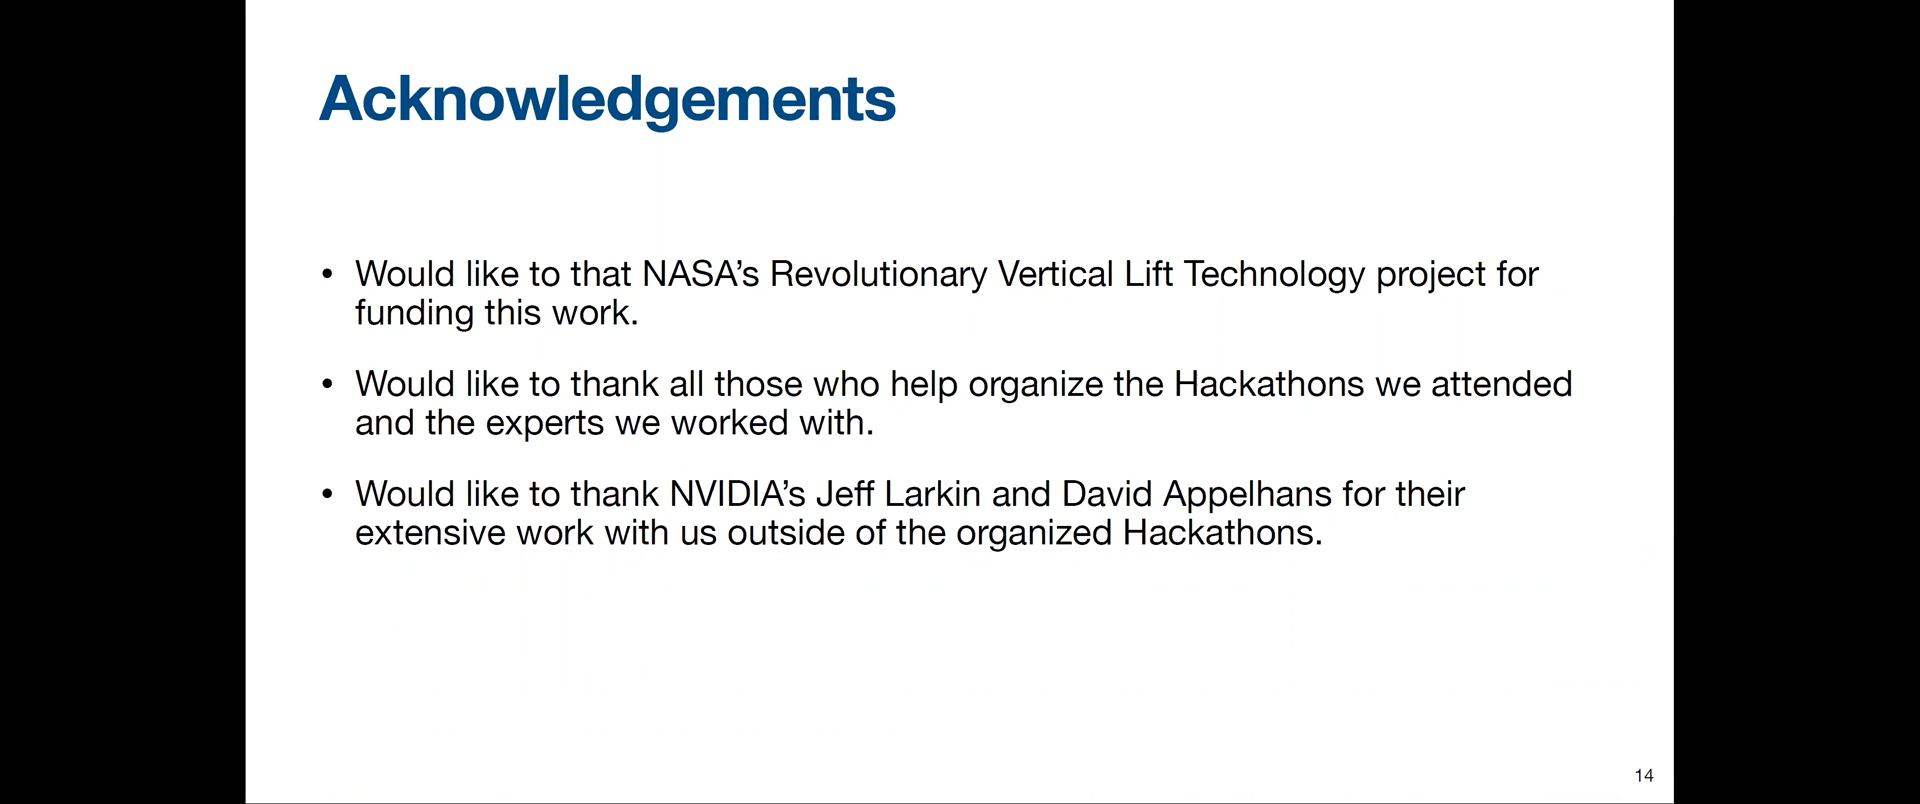 Acknowledgements
• Would like to that NASA’s Revolutionary Vertical Lift Technology project for
funding this work.
• Would like to thank all those who help organize the Hackathons we attended
and the experts we worked with.
• Would like to thank NVIDIA’s Jeff Larkin and David Appelhans for their
extensive work with us outside of the organized Hackathons.
14